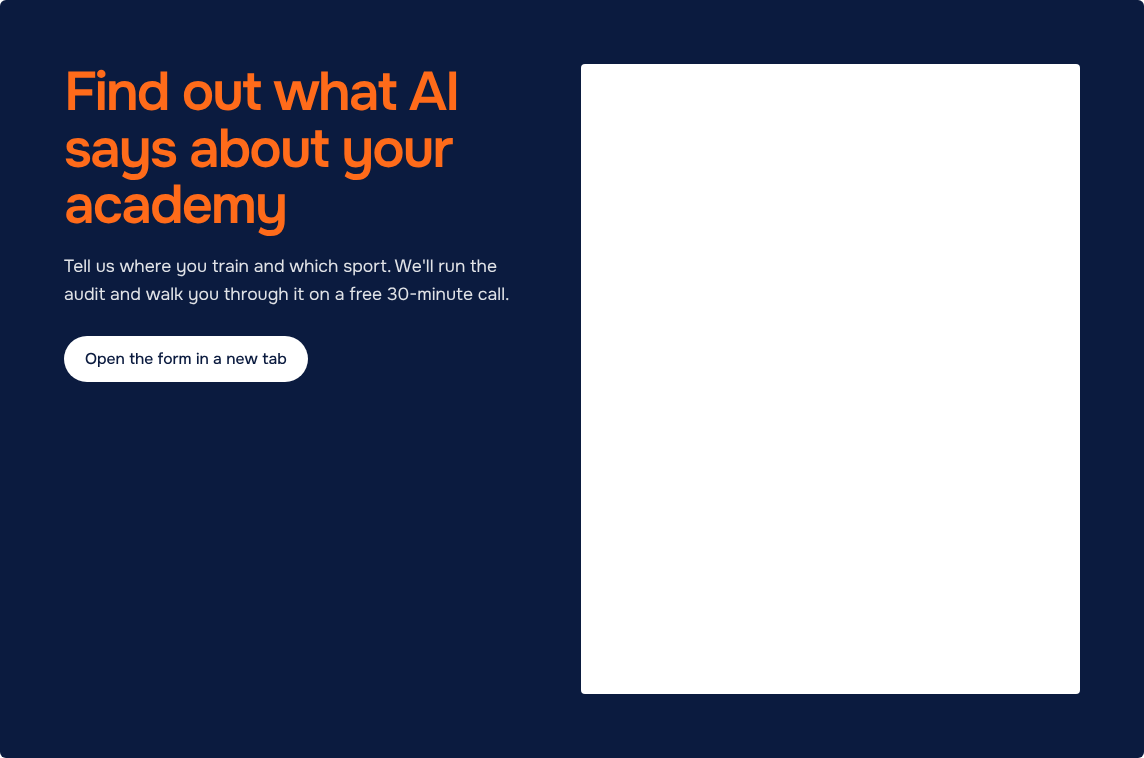 Find out what AI
says about your
academy
Tell us where you train and which sport. We'll run the
audit and walk you through it on a free 30-minute call.
Open the form in a new tab